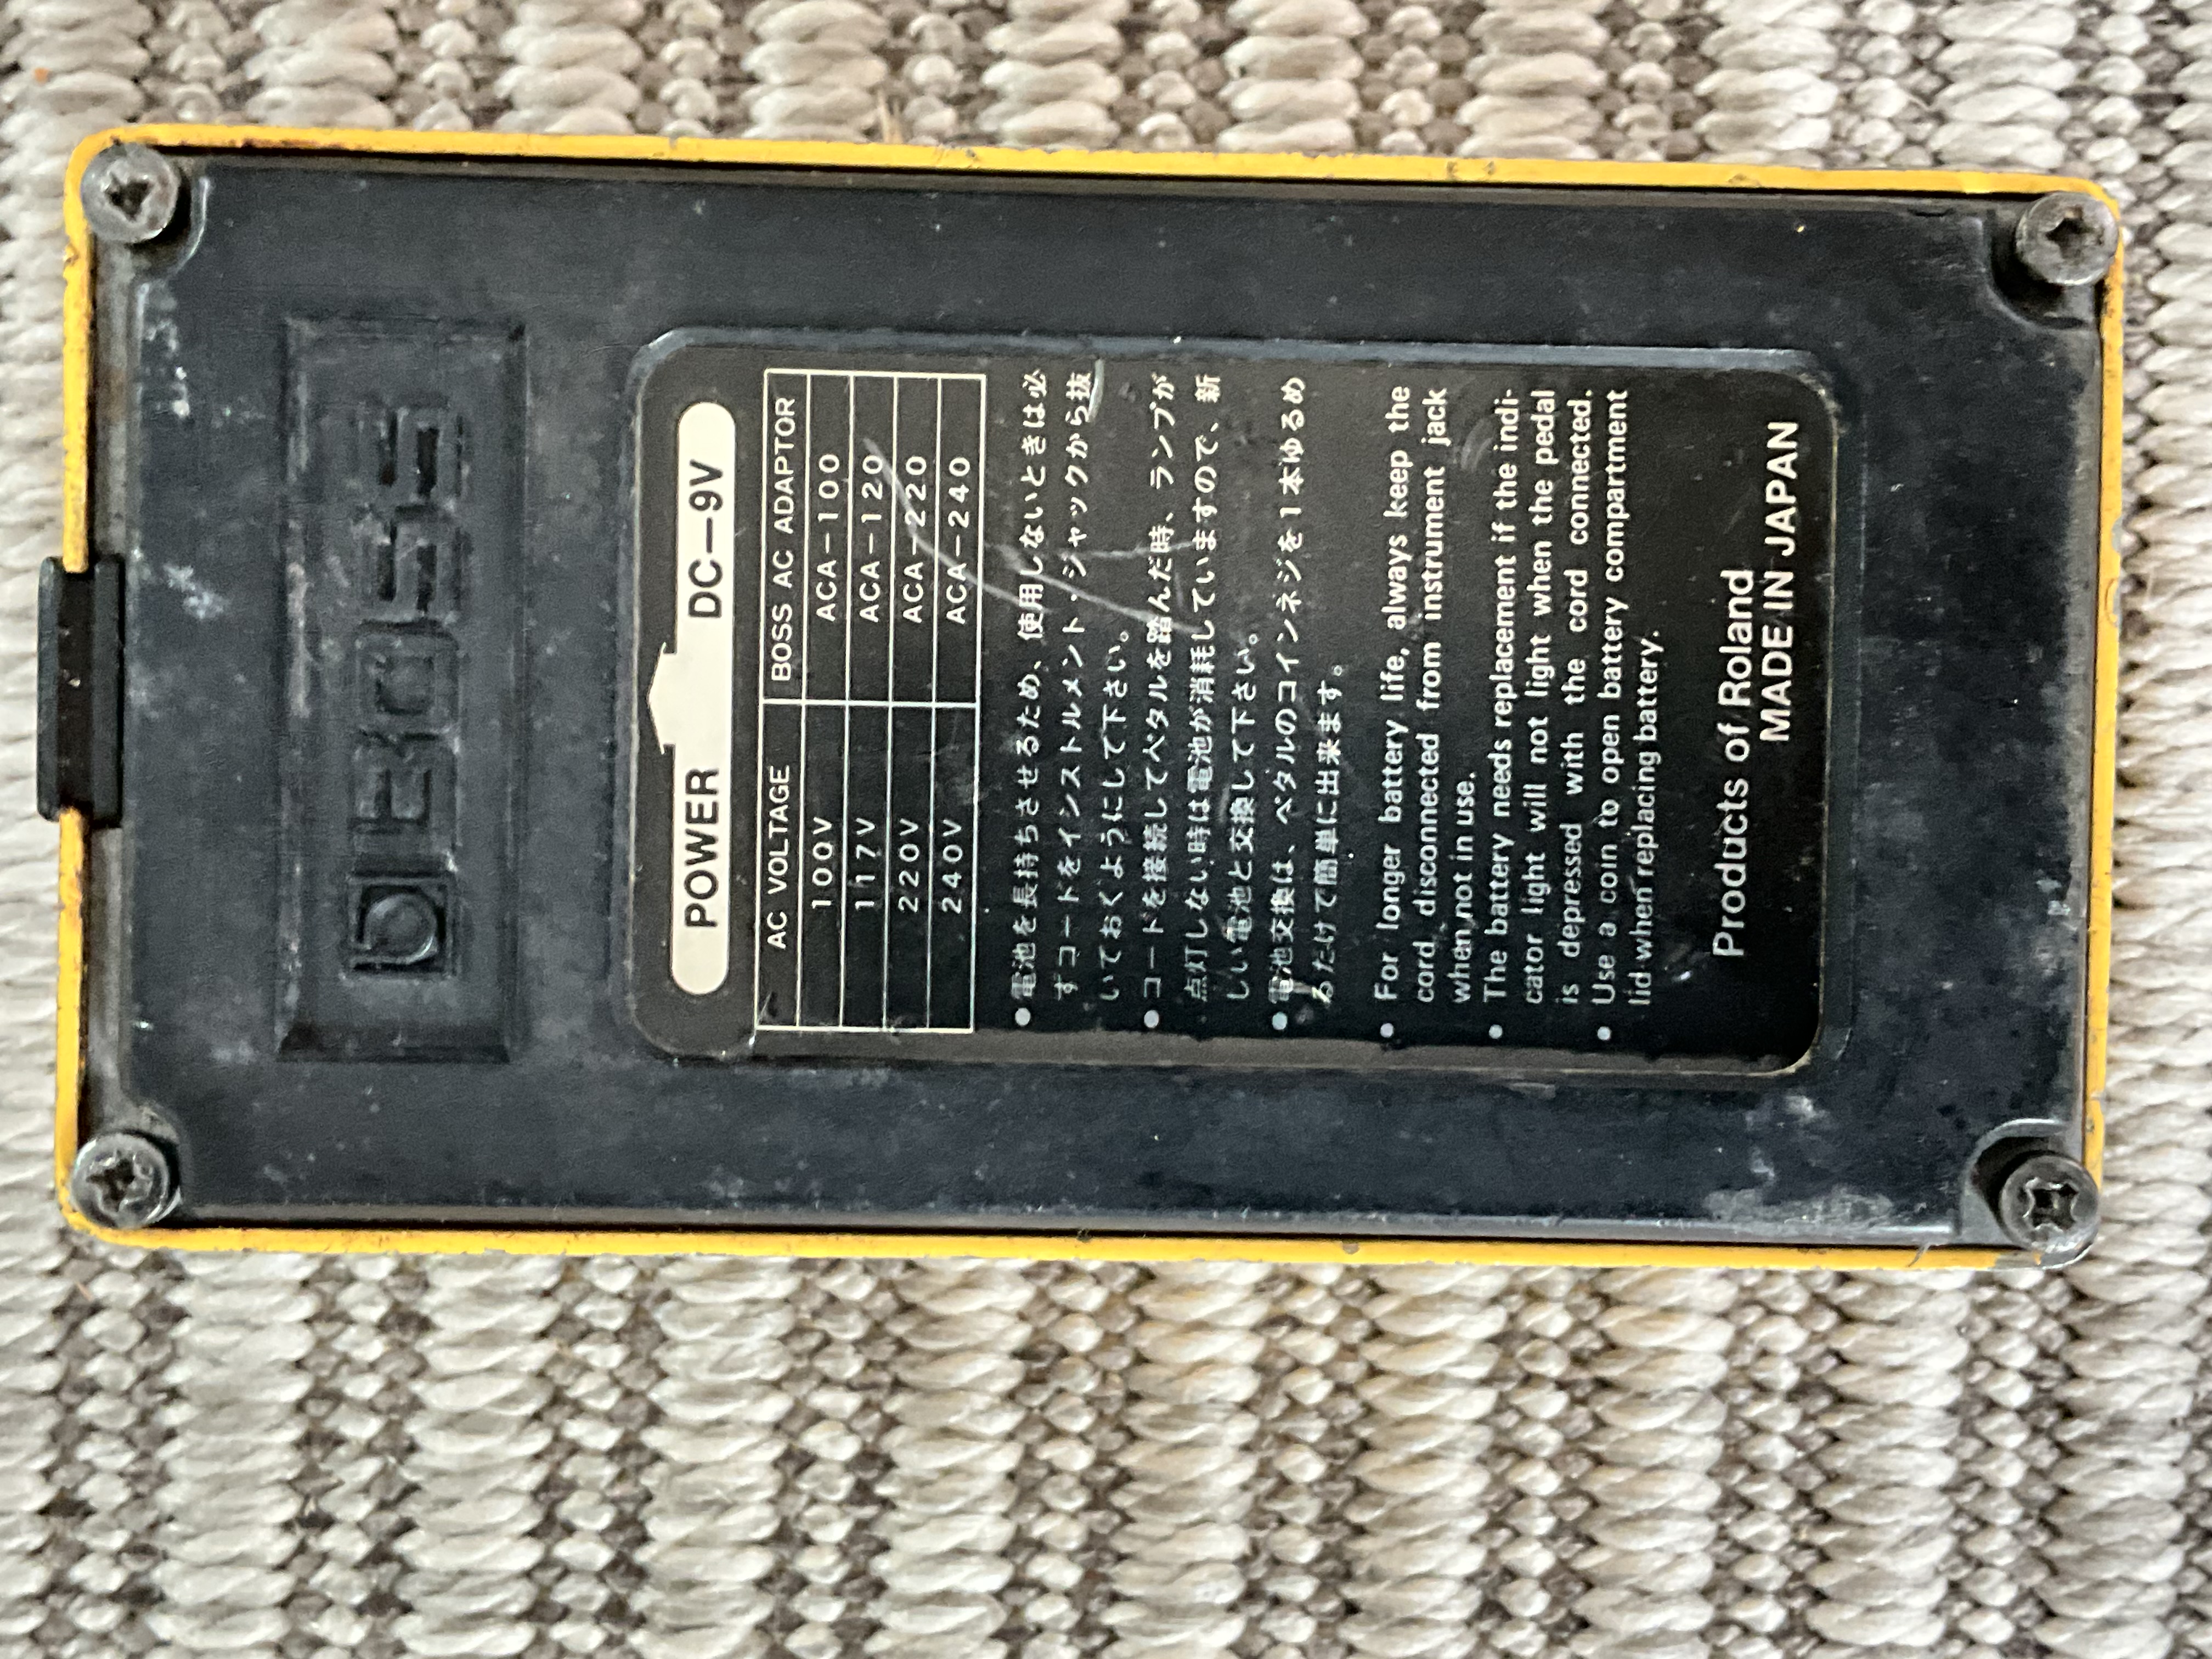 BOSS
POWER DC-9V
AC VOLTAGE BOSS AC ADAPTOR
100V ACA-100
117V ACA-120
220V ACA-220
240V ACA-240
● 電池を長持ちさせるため、使用しないときは必
ずコードをインストルメント・ジャックから抜
いておくようにして下さい。
● コードを接続してペダルを踏んだ時、ランプが
点灯しない時は電池が消耗していますので、新
しい電池と交換して下さい。
● 電池交換は、ペダルのコインネジを1本ゆるめ
るだけで簡単に出来ます。
● For longer battery life, always keep the
cord disconnected from instrument jack
when not in use.
● The battery needs replacement if the indi-
cator light will not light when the pedal
is depressed with the cord connected.
● Use a coin to open battery compartment
lid when replacing battery.
Products of Roland
MADE IN JAPAN